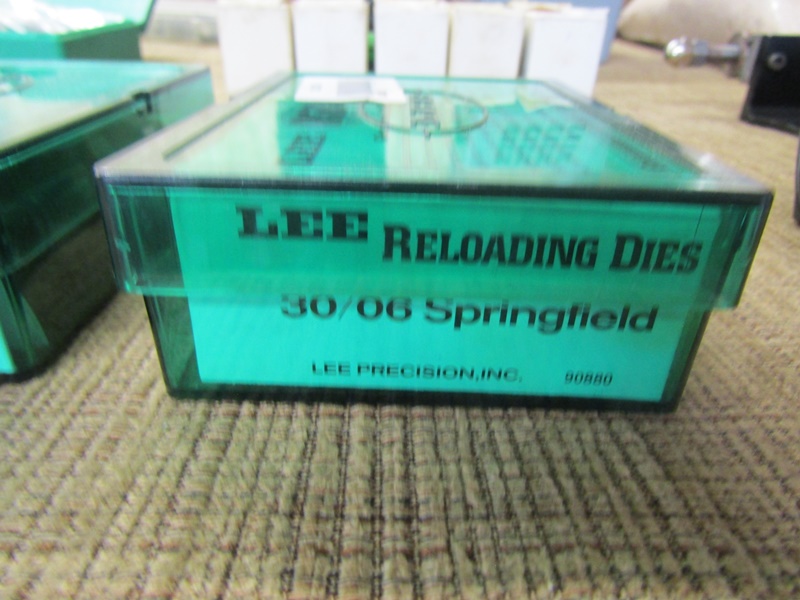 LEE RELOADING DIES
30/06 Springfield
LEE PRECISION, INC. 90880